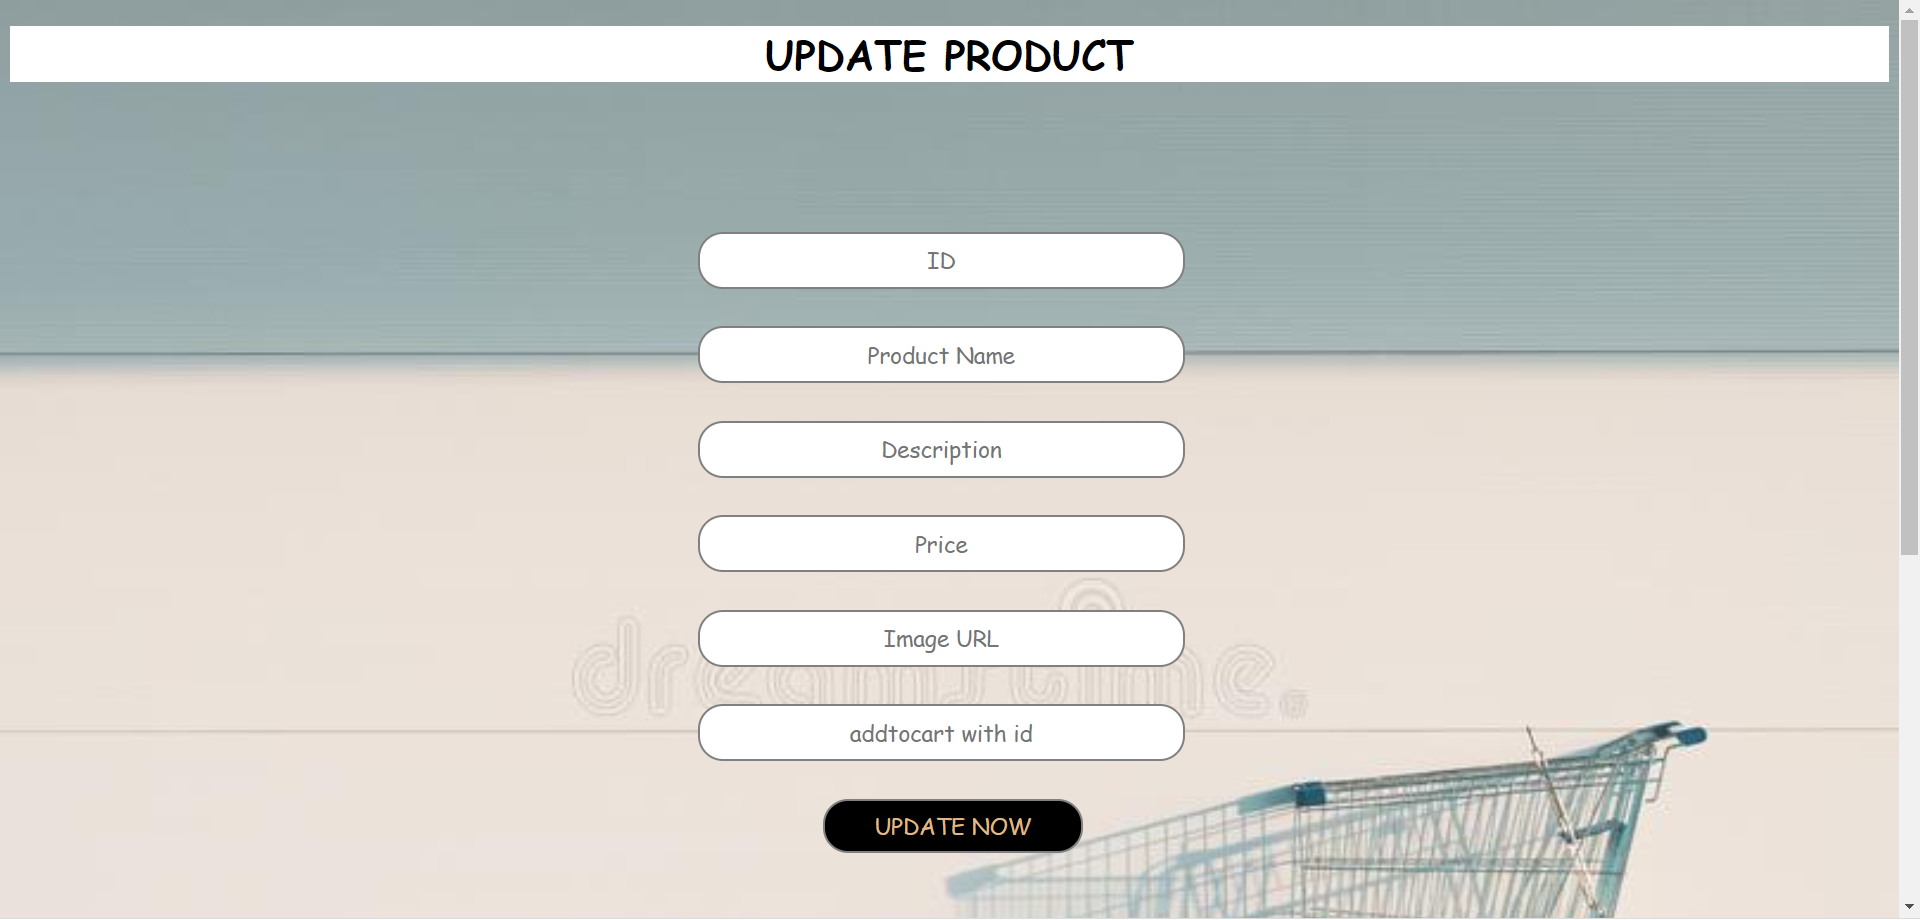 UPDATE PRODUCT
ID
Product Name
Description
Price
Image URL
dreamstime.
addtocart with id
UPDATE NOW